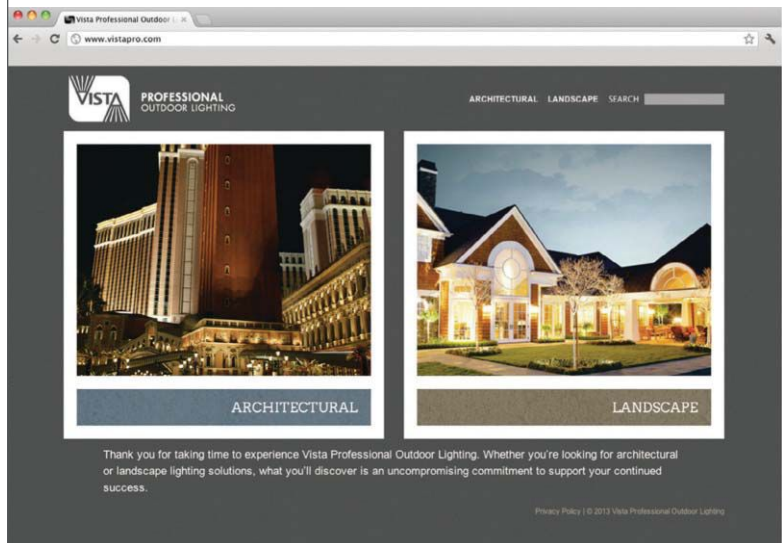 Vista Professional Outdoor L
www.vistapro.com
VISTA
PROFESSIONAL
OUTDOOR LIGHTING
ARCHITECTURAL LANDSCAPE SEARCH
ARCHITECTURAL
LANDSCAPE
Thank you for taking time to experience Vista Professional Outdoor Lighting. Whether you're looking for architectural
or landscape lighting solutions, what you'll discover is an uncompromising commitment to support your continued
success.
Privacy Policy | © 2013 Vista Professional Outdoor Lighting